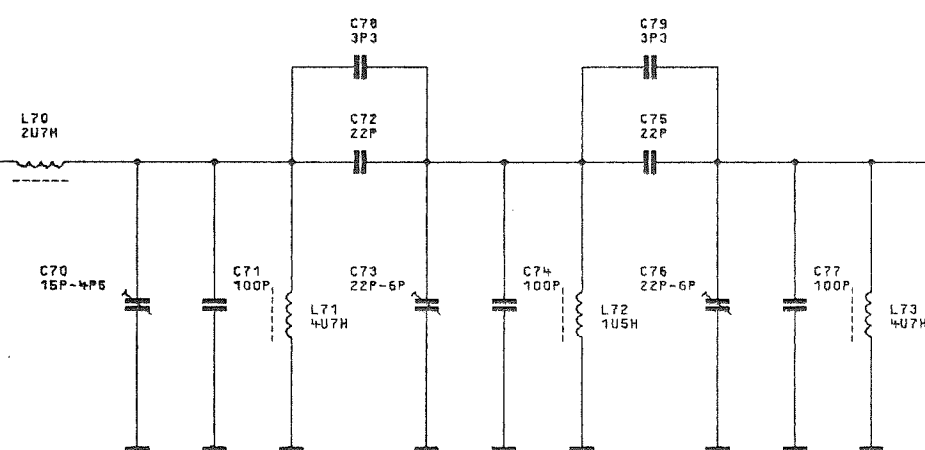 C78
3P3
C79
3P3
L70
2U7H
C72
22P
C75
22P
C70
15P-4P5
C71
100P
L71
4U7H
C73
22P-6P
C74
100P
L72
1U5H
C76
22P-6P
C77
100P
L73
4U7H